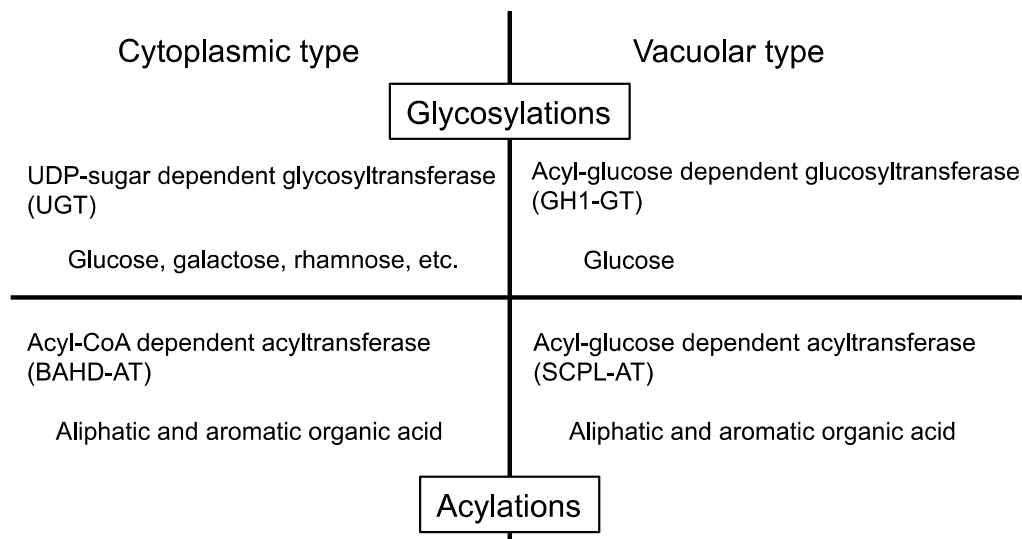 Cytoplasmic type
Vacuolar type
Glycosylations
UDP-sugar dependent glycosyltransferase
(UGT)
Glucose, galactose, rhamnose, etc.
Acyl-glucose dependent glucosyltransferase
(GH1-GT)
Glucose
Acyl-CoA dependent acyltransferase
(BAHD-AT)
Aliphatic and aromatic organic acid
Acyl-glucose dependent acyltransferase
(SCPL-AT)
Aliphatic and aromatic organic acid
Acylations